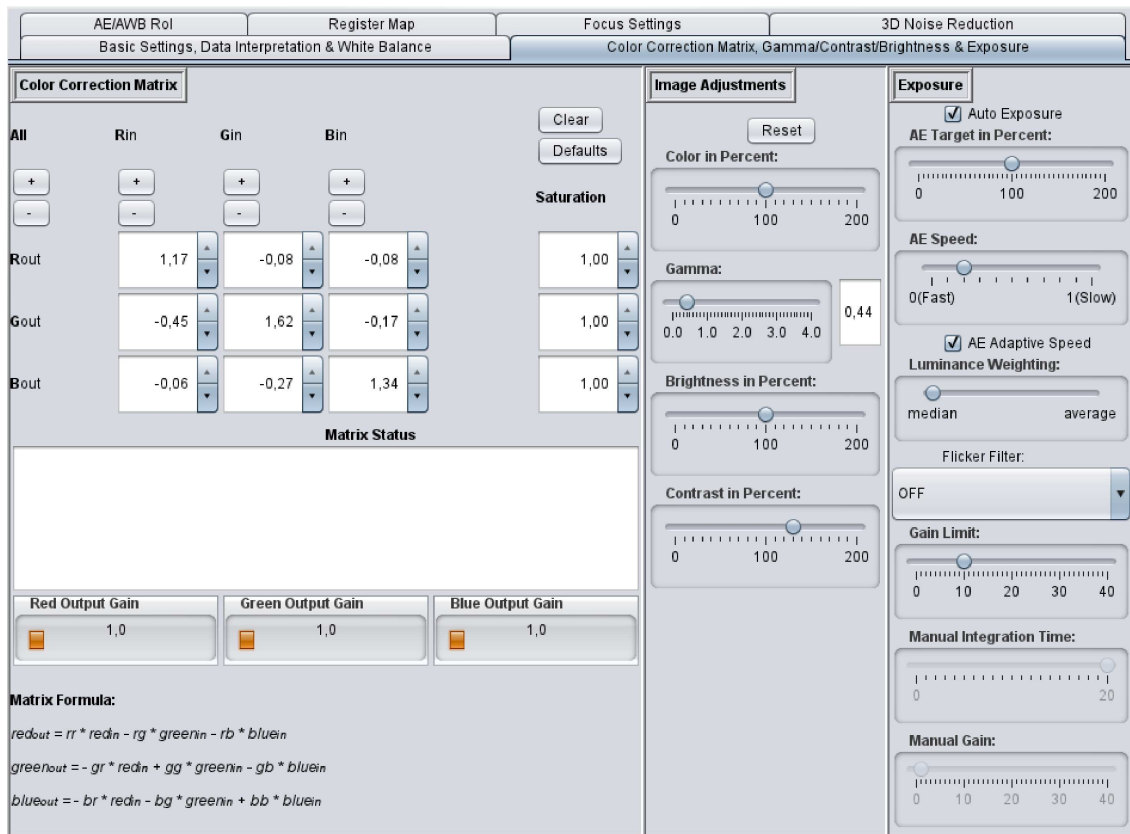 AE/AWB RoI
Register Map
Focus Settings
3D Noise Reduction
Basic Settings, Data Interpretation & White Balance
Color Correction Matrix, Gamma/Contrast/Brightness & Exposure
Color Correction Matrix
All Rin Gin Bin
Clear
Defaults
+ + + +
- - - -
Saturation
Rout 1,17 -0,08 -0,08 1,00
Gout -0,45 1,62 -0,17 1,00
Bout -0,06 -0,27 1,34 1,00
Matrix Status
Red Output Gain
1,0
Green Output Gain
1,0
Blue Output Gain
1,0
Matrix Formula:
redout = rr * redin - rg * greenin - rb * bluein
greenout = - gr * redin + gg * greenin - gb * bluein
blueout = - br * redin - bg * greenin + bb * bluein
Image Adjustments
Reset
Color in Percent:
0 100 200
Gamma:
0.0 1.0 2.0 3.0 4.0
0,44
Brightness in Percent:
0 100 200
Contrast in Percent:
0 100 200
Exposure
Auto Exposure
AE Target in Percent:
0 100 200
AE Speed:
0(Fast) 1(Slow)
AE Adaptive Speed
Luminance Weighting:
median average
Flicker Filter:
OFF
Gain Limit:
0 10 20 30 40
Manual Integration Time:
0 20
Manual Gain:
0 10 20 30 40